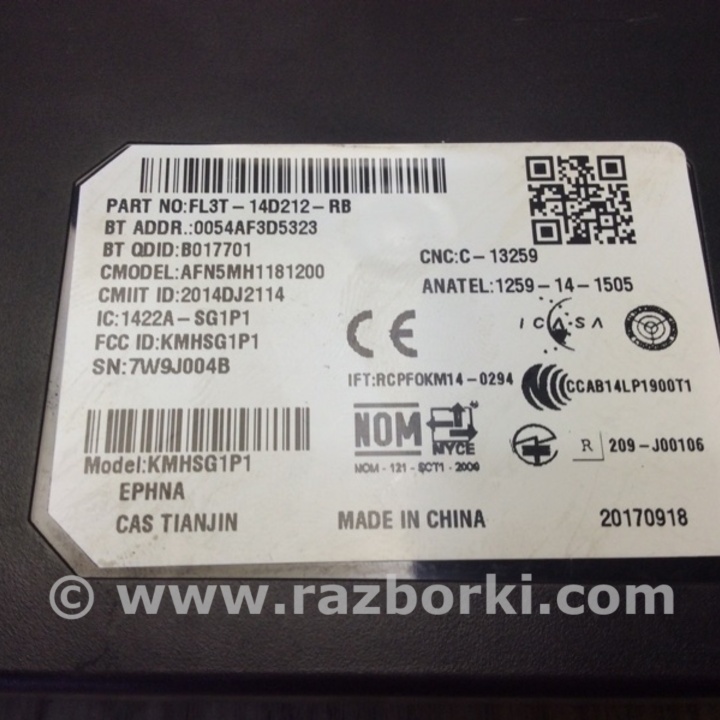 PART NO:FL3T-14D212-RB
BT ADDR.:0054AF3D5323
BT QDID:B017701
CMODEL:AFN5MH1181200
CMIIT ID:2014DJ2114
IC:1422A-SG1P1
FCC ID:KMHSG1P1
SN:7W9J004B
CNC:C-13259
ANATEL:1259-14-1505
CE
ICASA
IFT:RCPFOKM14-0294
CCAB14LP1900T1
NOM
NYCE
NOM-121-SCT1-2009
R 209-J00106
Model:KMHSG1P1
EPHNA
CAS TIANJIN
MADE IN CHINA
20170918
© www.razborki.com